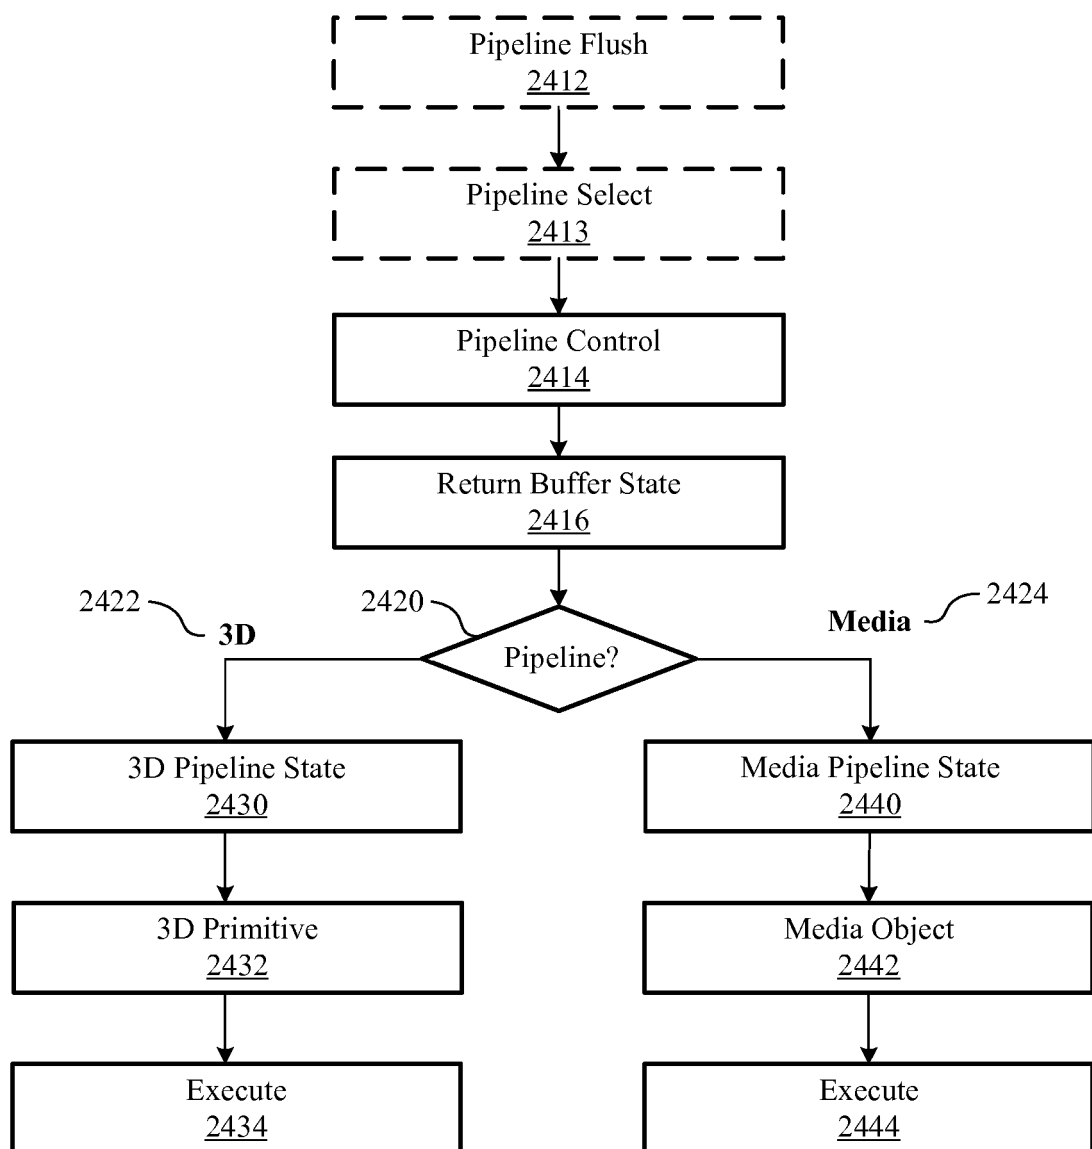 Pipeline Flush
2412
Pipeline Select
2413
Pipeline Control
2414
Return Buffer State
2416
2422
3D
2420
Pipeline?
Media
2424
3D Pipeline State
2430
Media Pipeline State
2440
3D Primitive
2432
Media Object
2442
Execute
2434
Execute
2444